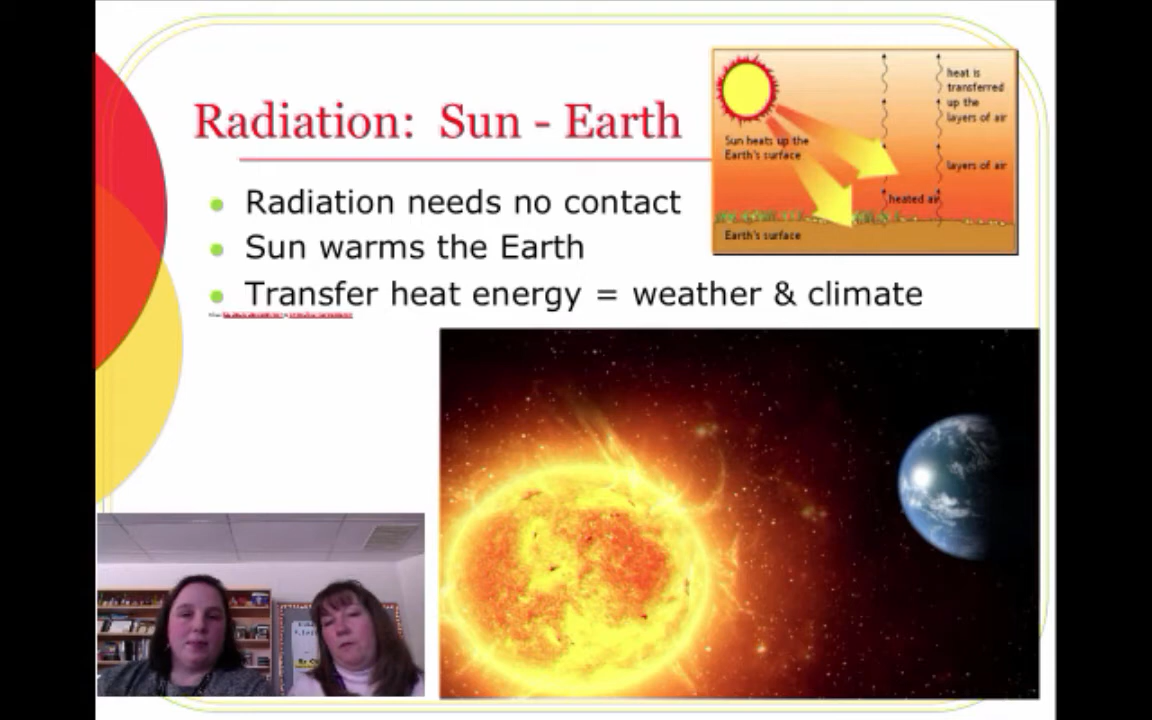 Radiation: Sun - Earth
Radiation needs no contact
Sun warms the Earth
Transfer heat energy = weather & climate
Sun heats up the
Earth's surface
heat is
transferred
up the
layers of air
layers of air
heated air
Earth's surface